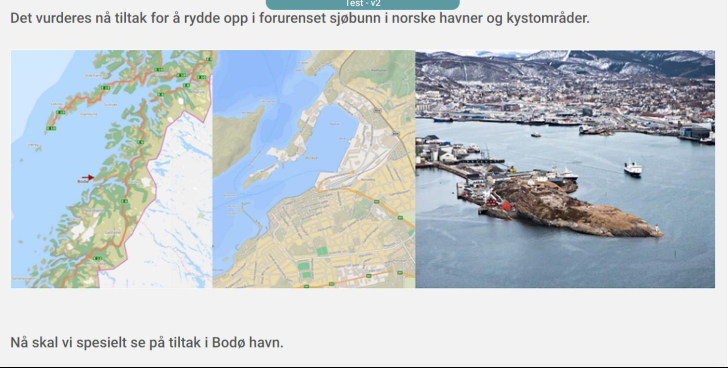 Test - v2
Det vurderes nå tiltak for å rydde opp i forurenset sjøbunn i norske havner og kystområder.
Nå skal vi spesielt se på tiltak i Bodø havn.